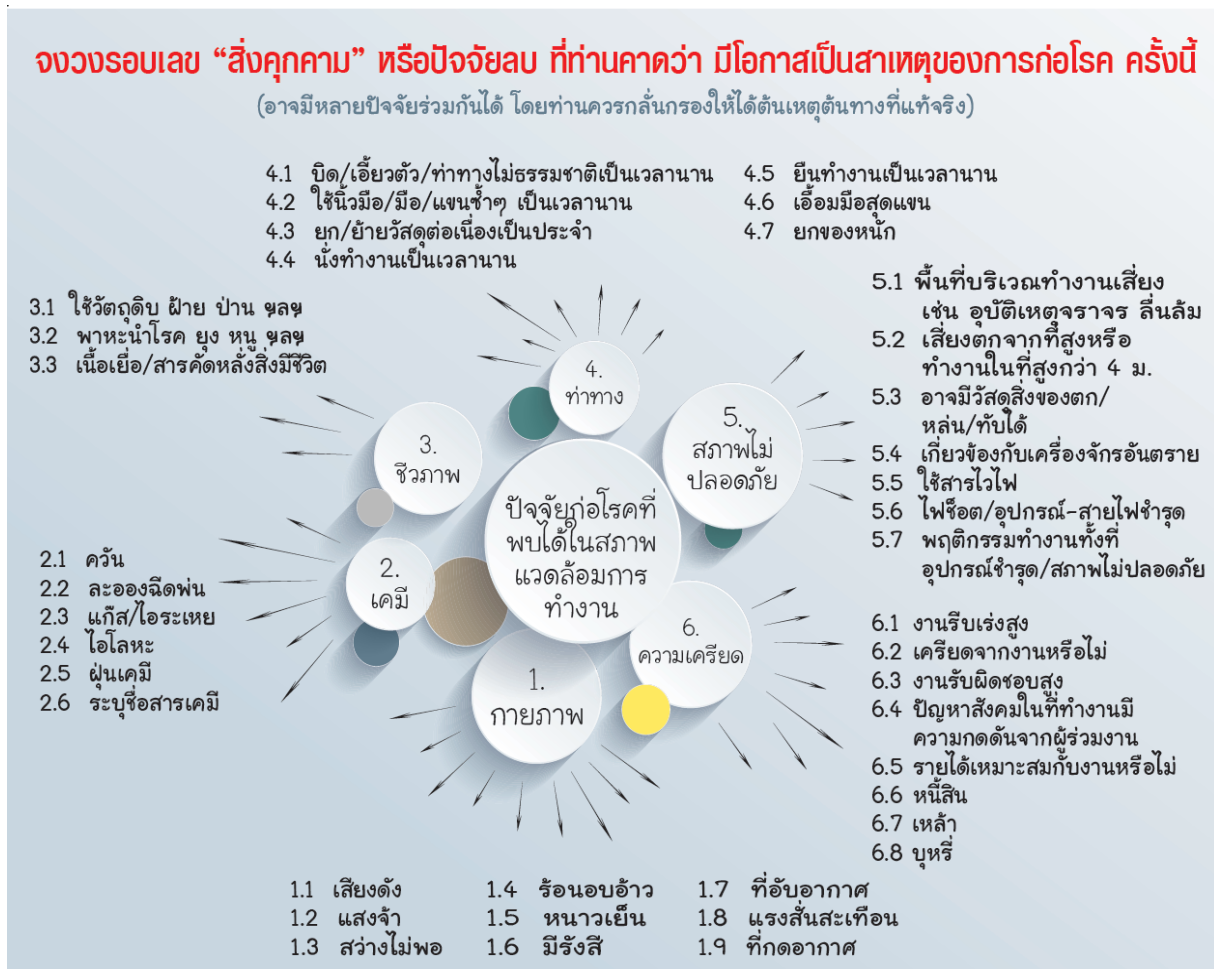 จงวงรอบเลข “สิ่งคุกคาม” หรือปัจจัยลบ ที่ท่านคาดว่า มีโอกาสเป็นสาเหตุของการก่อโรค ครั้งนี้
(อาจมีหลายปัจจัยร่วมกันได้ โดยท่านควรกลั่นกรองให้ได้ต้นเหตุต้นทางที่แท้จริง)
4.1 บิด/เอี้ยวตัว/ท่าทางไม่ธรรมชาติเป็นเวลานาน
4.2 ใช้นิ้วมือ/มือ/แขนซ้ำๆ เป็นเวลานาน
4.3 ยก/ย้ายวัสดุต่อเนื่องเป็นประจำ
4.4 นั่งทำงานเป็นเวลานาน
4.5 ยืนทำงานเป็นเวลานาน
4.6 เอื้อมมือสุดแขน
4.7 ยกของหนัก
3.1 ใช้วัตถุดิบ ฝ้าย ป่าน ฯลฯ
3.2 พาหะนำโรค ยุง หนู ฯลฯ
3.3 เนื้อเยื่อ/สารคัดหลั่งสิ่งมีชีวิต
5.1 พื้นที่บริเวณทำงานเสี่ยง
เช่น อุบัติเหตุจราจร ลื่นล้ม
5.2 เสี่ยงตกจากที่สูงหรือ
ทำงานในที่สูงกว่า 4 ม.
5.3 อาจมีวัสดุสิ่งของตก/
หล่น/ทับได้
5.4 เกี่ยวข้องกับเครื่องจักรอันตราย
5.5 ใช้สารไวไฟ
5.6 ไฟช็อต/อุปกรณ์-สายไฟชำรุด
5.7 พฤติกรรมทำงานทั้งที่
อุปกรณ์ชำรุด/สภาพไม่ปลอดภัย
4.
ท่าทาง
3.
ชีวภาพ
5.
สภาพไม่
ปลอดภัย
ปัจจัยก่อโรคที่
พบได้ในสภาพ
แวดล้อมการ
ทำงาน
2.
เคมี
6.
ความเครียด
1.
กายภาพ
2.1 ควัน
2.2 ละอองฉีดพ่น
2.3 แก๊ส/ไอระเหย
2.4 ไอโลหะ
2.5 ฝุ่นเคมี
2.6 ระบุชื่อสารเคมี
6.1 งานรีบเร่งสูง
6.2 เครียดจากงานหรือไม่
6.3 งานรับผิดชอบสูง
6.4 ปัญหาสังคมในที่ทำงานมี
ความกดดันจากผู้ร่วมงาน
6.5 รายได้เหมาะสมกับงานหรือไม่
6.6 หนี้สิน
6.7 เหล้า
6.8 บุหรี่
1.1 เสียงดัง
1.2 แสงจ้า
1.3 สว่างไม่พอ
1.4 ร้อนอบอ้าว
1.5 หนาวเย็น
1.6 มีรังสี
1.7 ที่อับอากาศ
1.8 แรงสั่นสะเทือน
1.9 ที่กดอากาศ